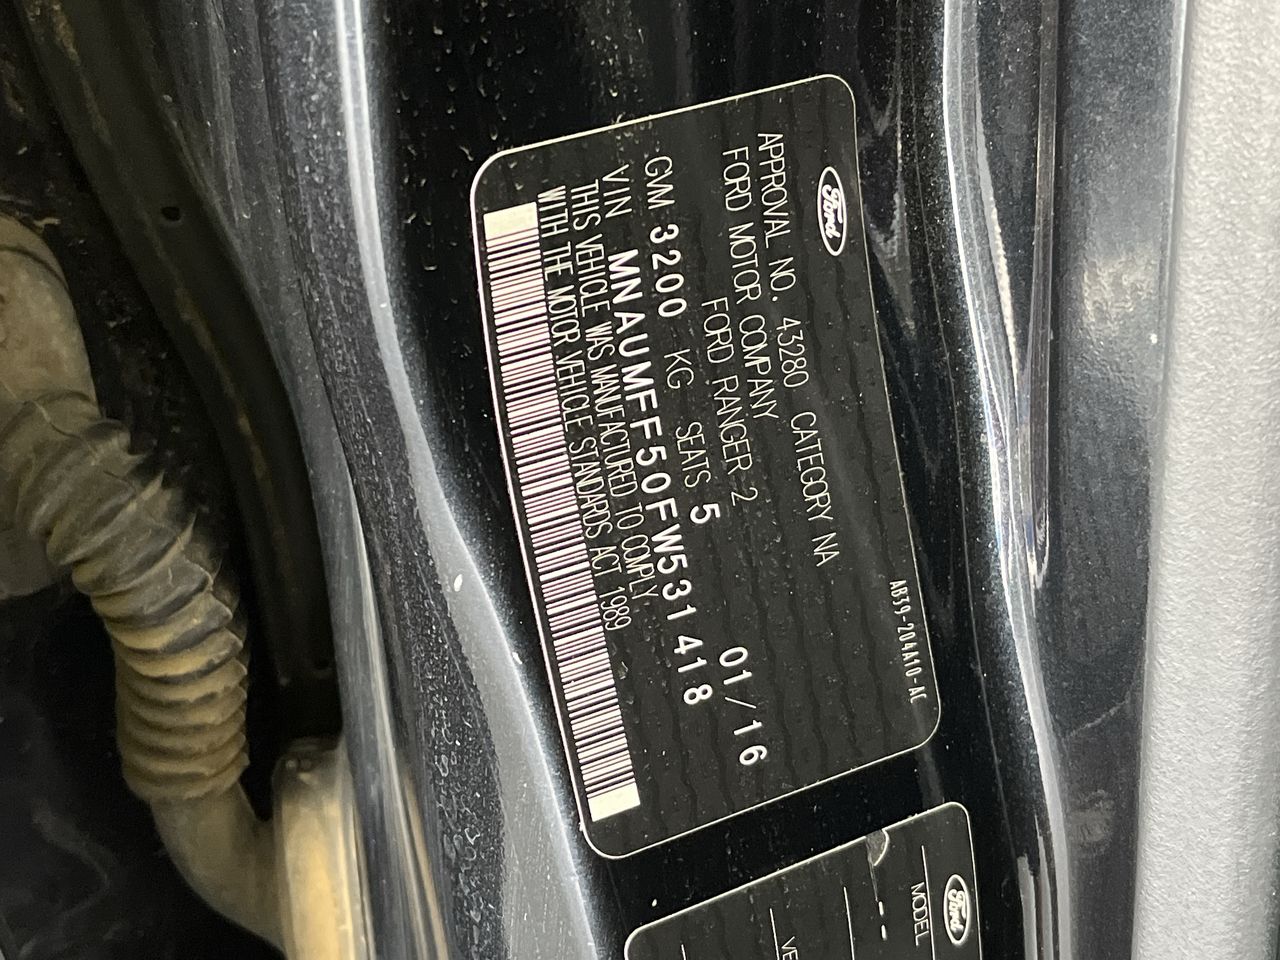 Ford
AB39-204A10-AC
APPROVAL NO. 43280 CATEGORY NA
FORD MOTOR COMPANY
FORD RANGER 2
01/16
GVM 3200 KG SEATS 5
VIN MNAUMFF50FW531418
THIS VEHICLE WAS MANUFACTURED TO COMPLY
WITH THE MOTOR VEHICLE STANDARDS ACT 1989
Ford
MODEL
VE